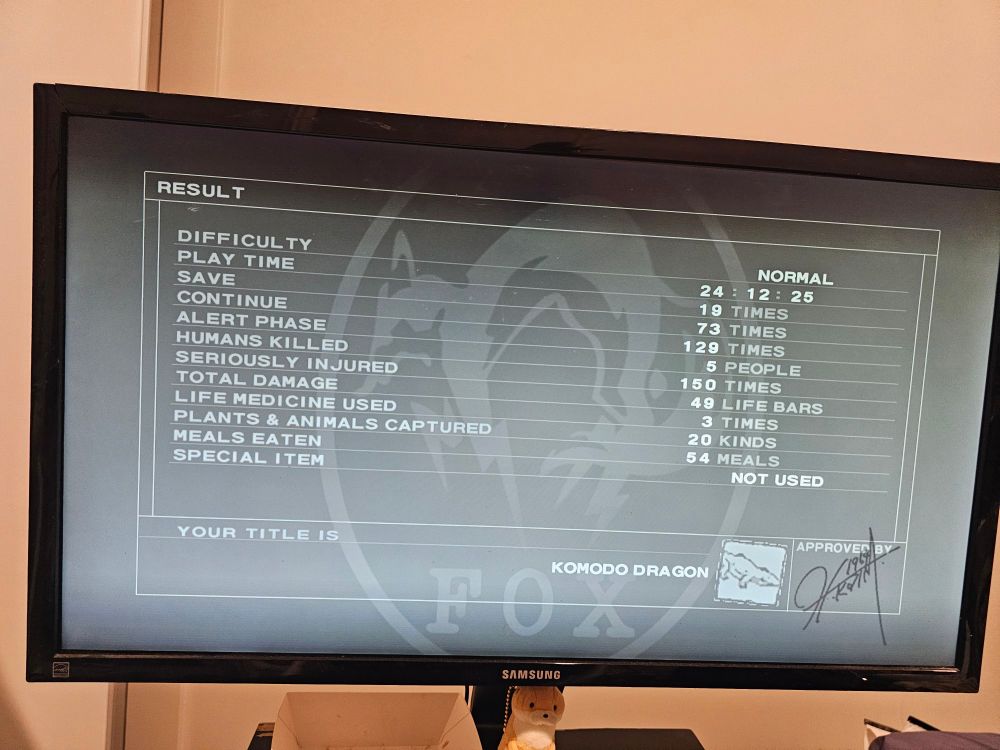 RESULT
DIFFICULTY NORMAL
PLAY TIME 24 : 12 : 25
SAVE 19 TIMES
CONTINUE 73 TIMES
ALERT PHASE 129 TIMES
HUMANS KILLED 5 PEOPLE
SERIOUSLY INJURED 150 TIMES
TOTAL DAMAGE 49 LIFE BARS
LIFE MEDICINE USED 3 TIMES
PLANTS & ANIMALS CAPTURED 20 KINDS
MEALS EATEN 54 MEALS
SPECIAL ITEM NOT USED
YOUR TITLE IS
KOMODO DRAGON
APPROVED BY
FOX
SAMSUNG